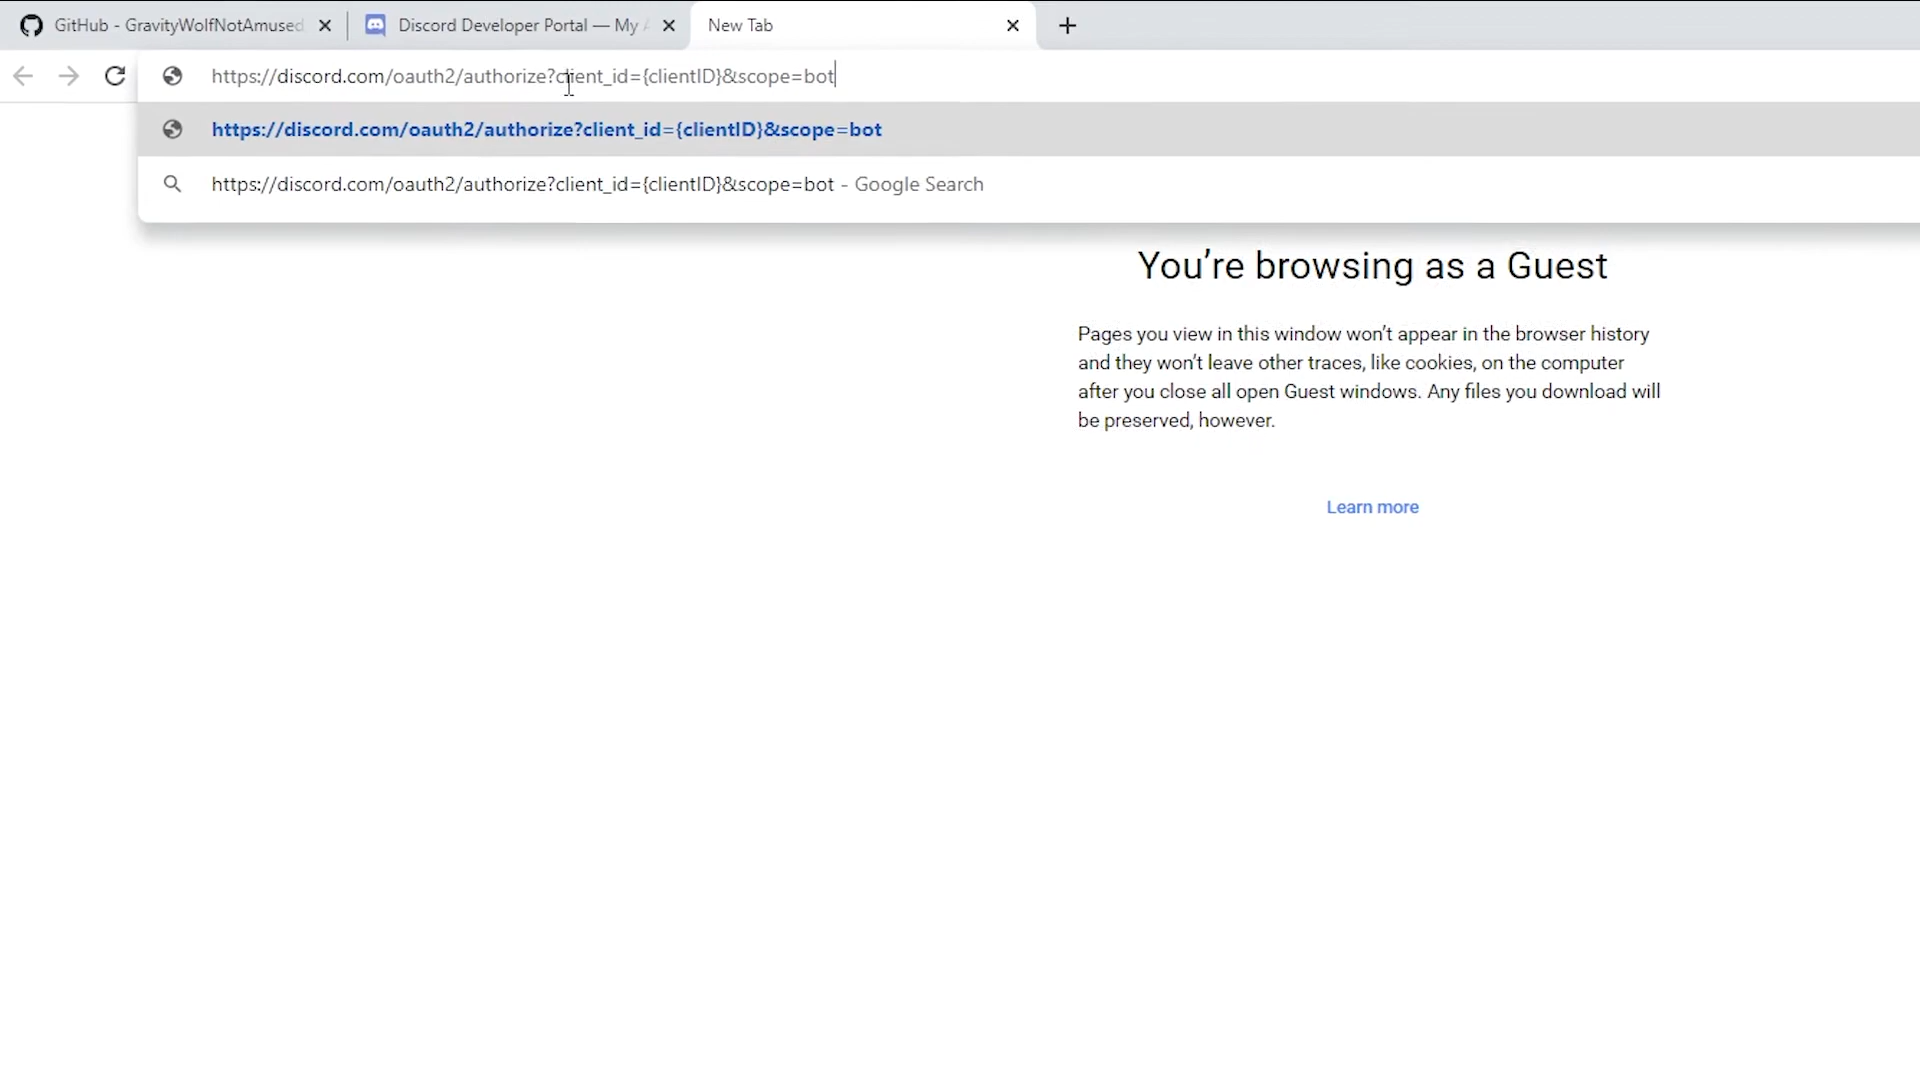 GitHub - GravityWolfNotAmused
Discord Developer Portal — My
New Tab
https://discord.com/oauth2/authorize?client_id={clientID}&scope=bot
https://discord.com/oauth2/authorize?client_id={clientID}&scope=bot
https://discord.com/oauth2/authorize?client_id={clientID}&scope=bot - Google Search
You’re browsing as a Guest
Pages you view in this window won’t appear in the browser history
and they won’t leave other traces, like cookies, on the computer
after you close all open Guest windows. Any files you download will
be preserved, however.
Learn more